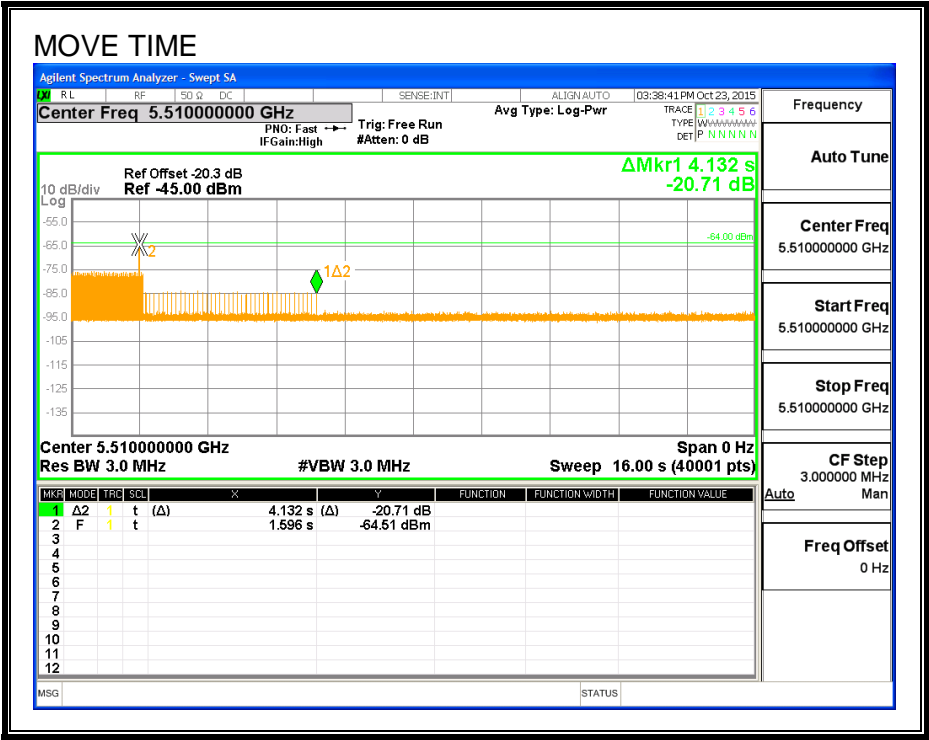 MOVE TIME
Agilent Spectrum Analyzer - Swept SA
LXI RL RF 50 Ω DC SENSE:INT ALIGNAUTO 03:38:41PM Oct 23, 2015
Center Freq 5.510000000 GHz
PNO: Fast
IFGain:High
Trig: Free Run
#Atten: 0 dB
Avg Type: Log-Pwr
TRACE 1 2 3 4 5 6
TYPE WWWWWW
DET P N N N N N
ΔMkr1 4.132 s
-20.71 dB
Ref Offset -20.3 dB
10 dB/div Ref -45.00 dBm
Log
-55.0
-65.0
-75.0
-85.0
-95.0
-105
-115
-125
-135
-64.00 dBm
2
1Δ2
Center 5.510000000 GHz Span 0 Hz
Res BW 3.0 MHz #VBW 3.0 MHz Sweep 16.00 s (40001 pts)
MKR MODE TRC SCL X Y FUNCTION FUNCTION WIDTH FUNCTION VALUE
1 Δ2 1 t (Δ) 4.132 s (Δ) -20.71 dB
2 F 1 t 1.596 s -64.51 dBm
3
4
5
6
7
8
9
10
11
12
MSG STATUS
Frequency
Auto Tune
Center Freq
5.510000000 GHz
Start Freq
5.510000000 GHz
Stop Freq
5.510000000 GHz
CF Step
3.000000 MHz
Auto Man
Freq Offset
0 Hz